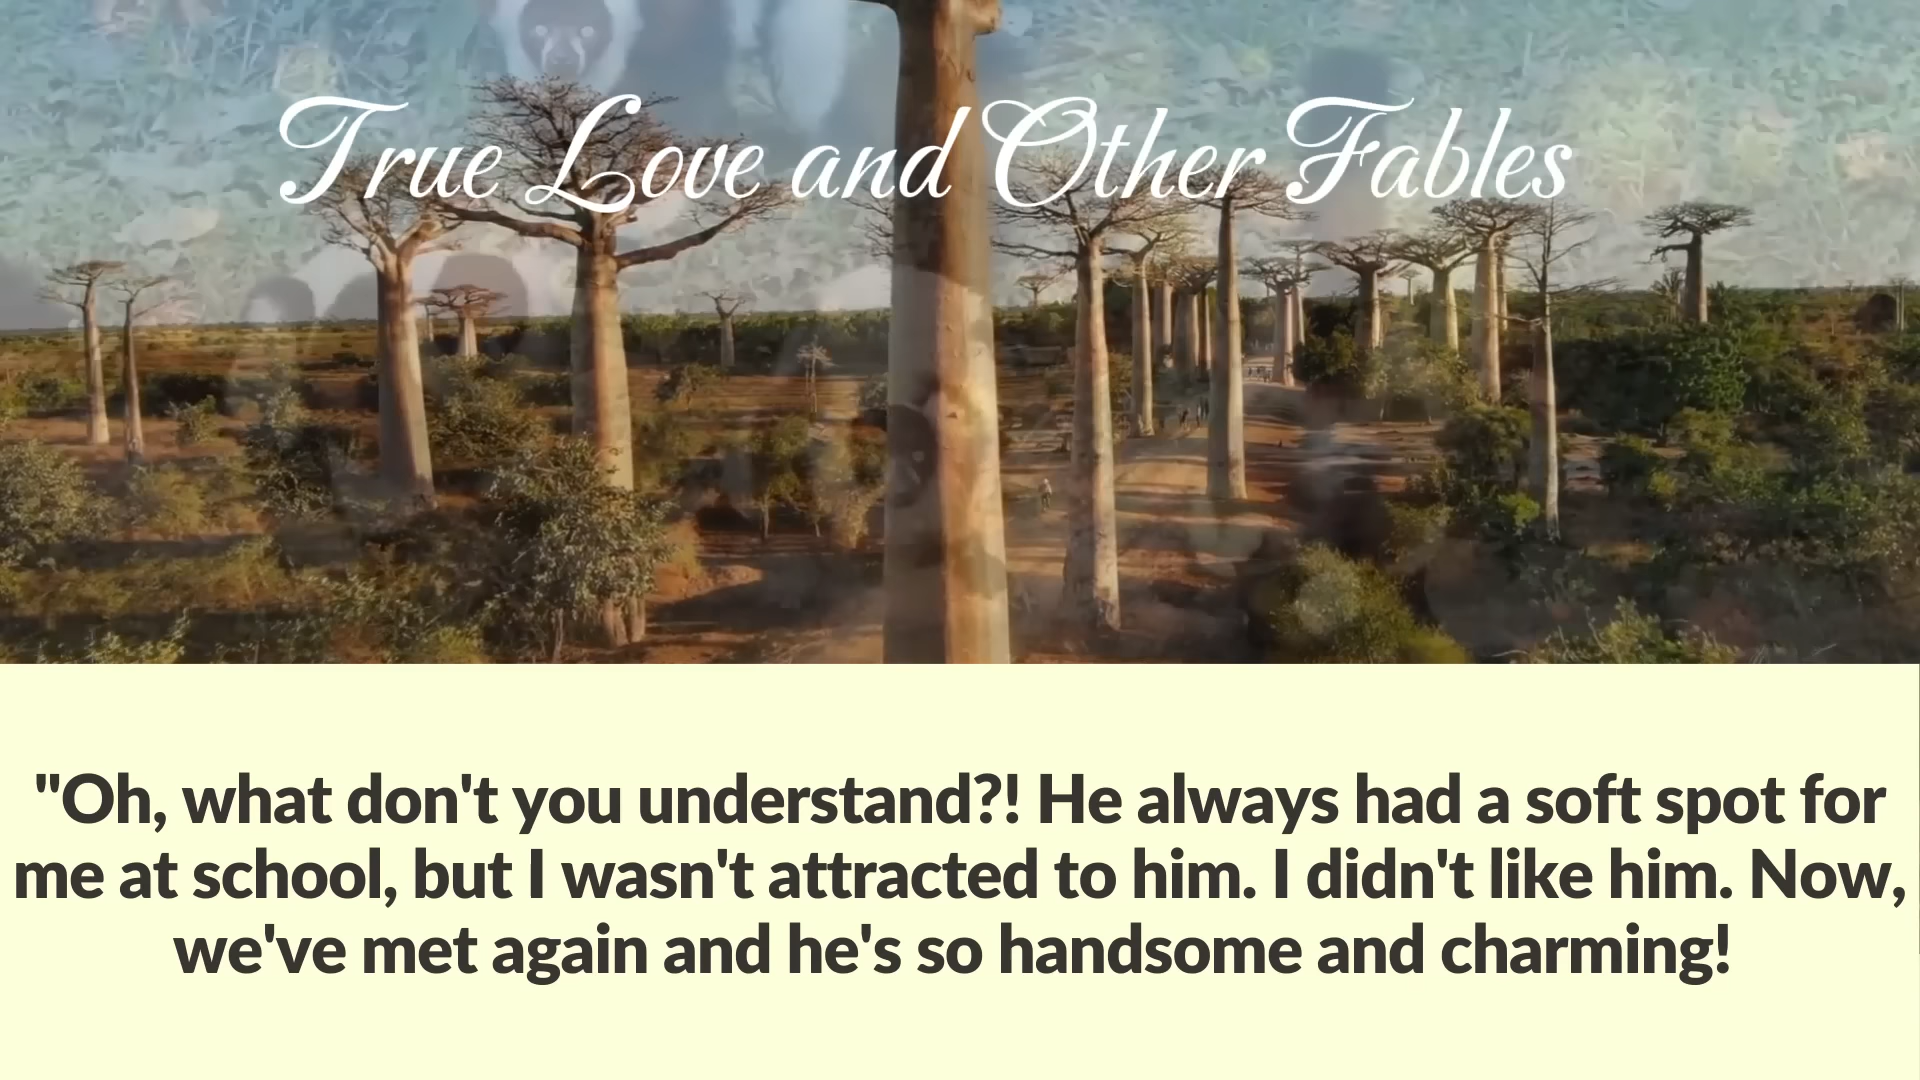 True Love and Other Fables
"Oh, what don't you understand?! He always had a soft spot for
me at school, but I wasn't attracted to him. I didn't like him. Now,
we've met again and he's so handsome and charming!